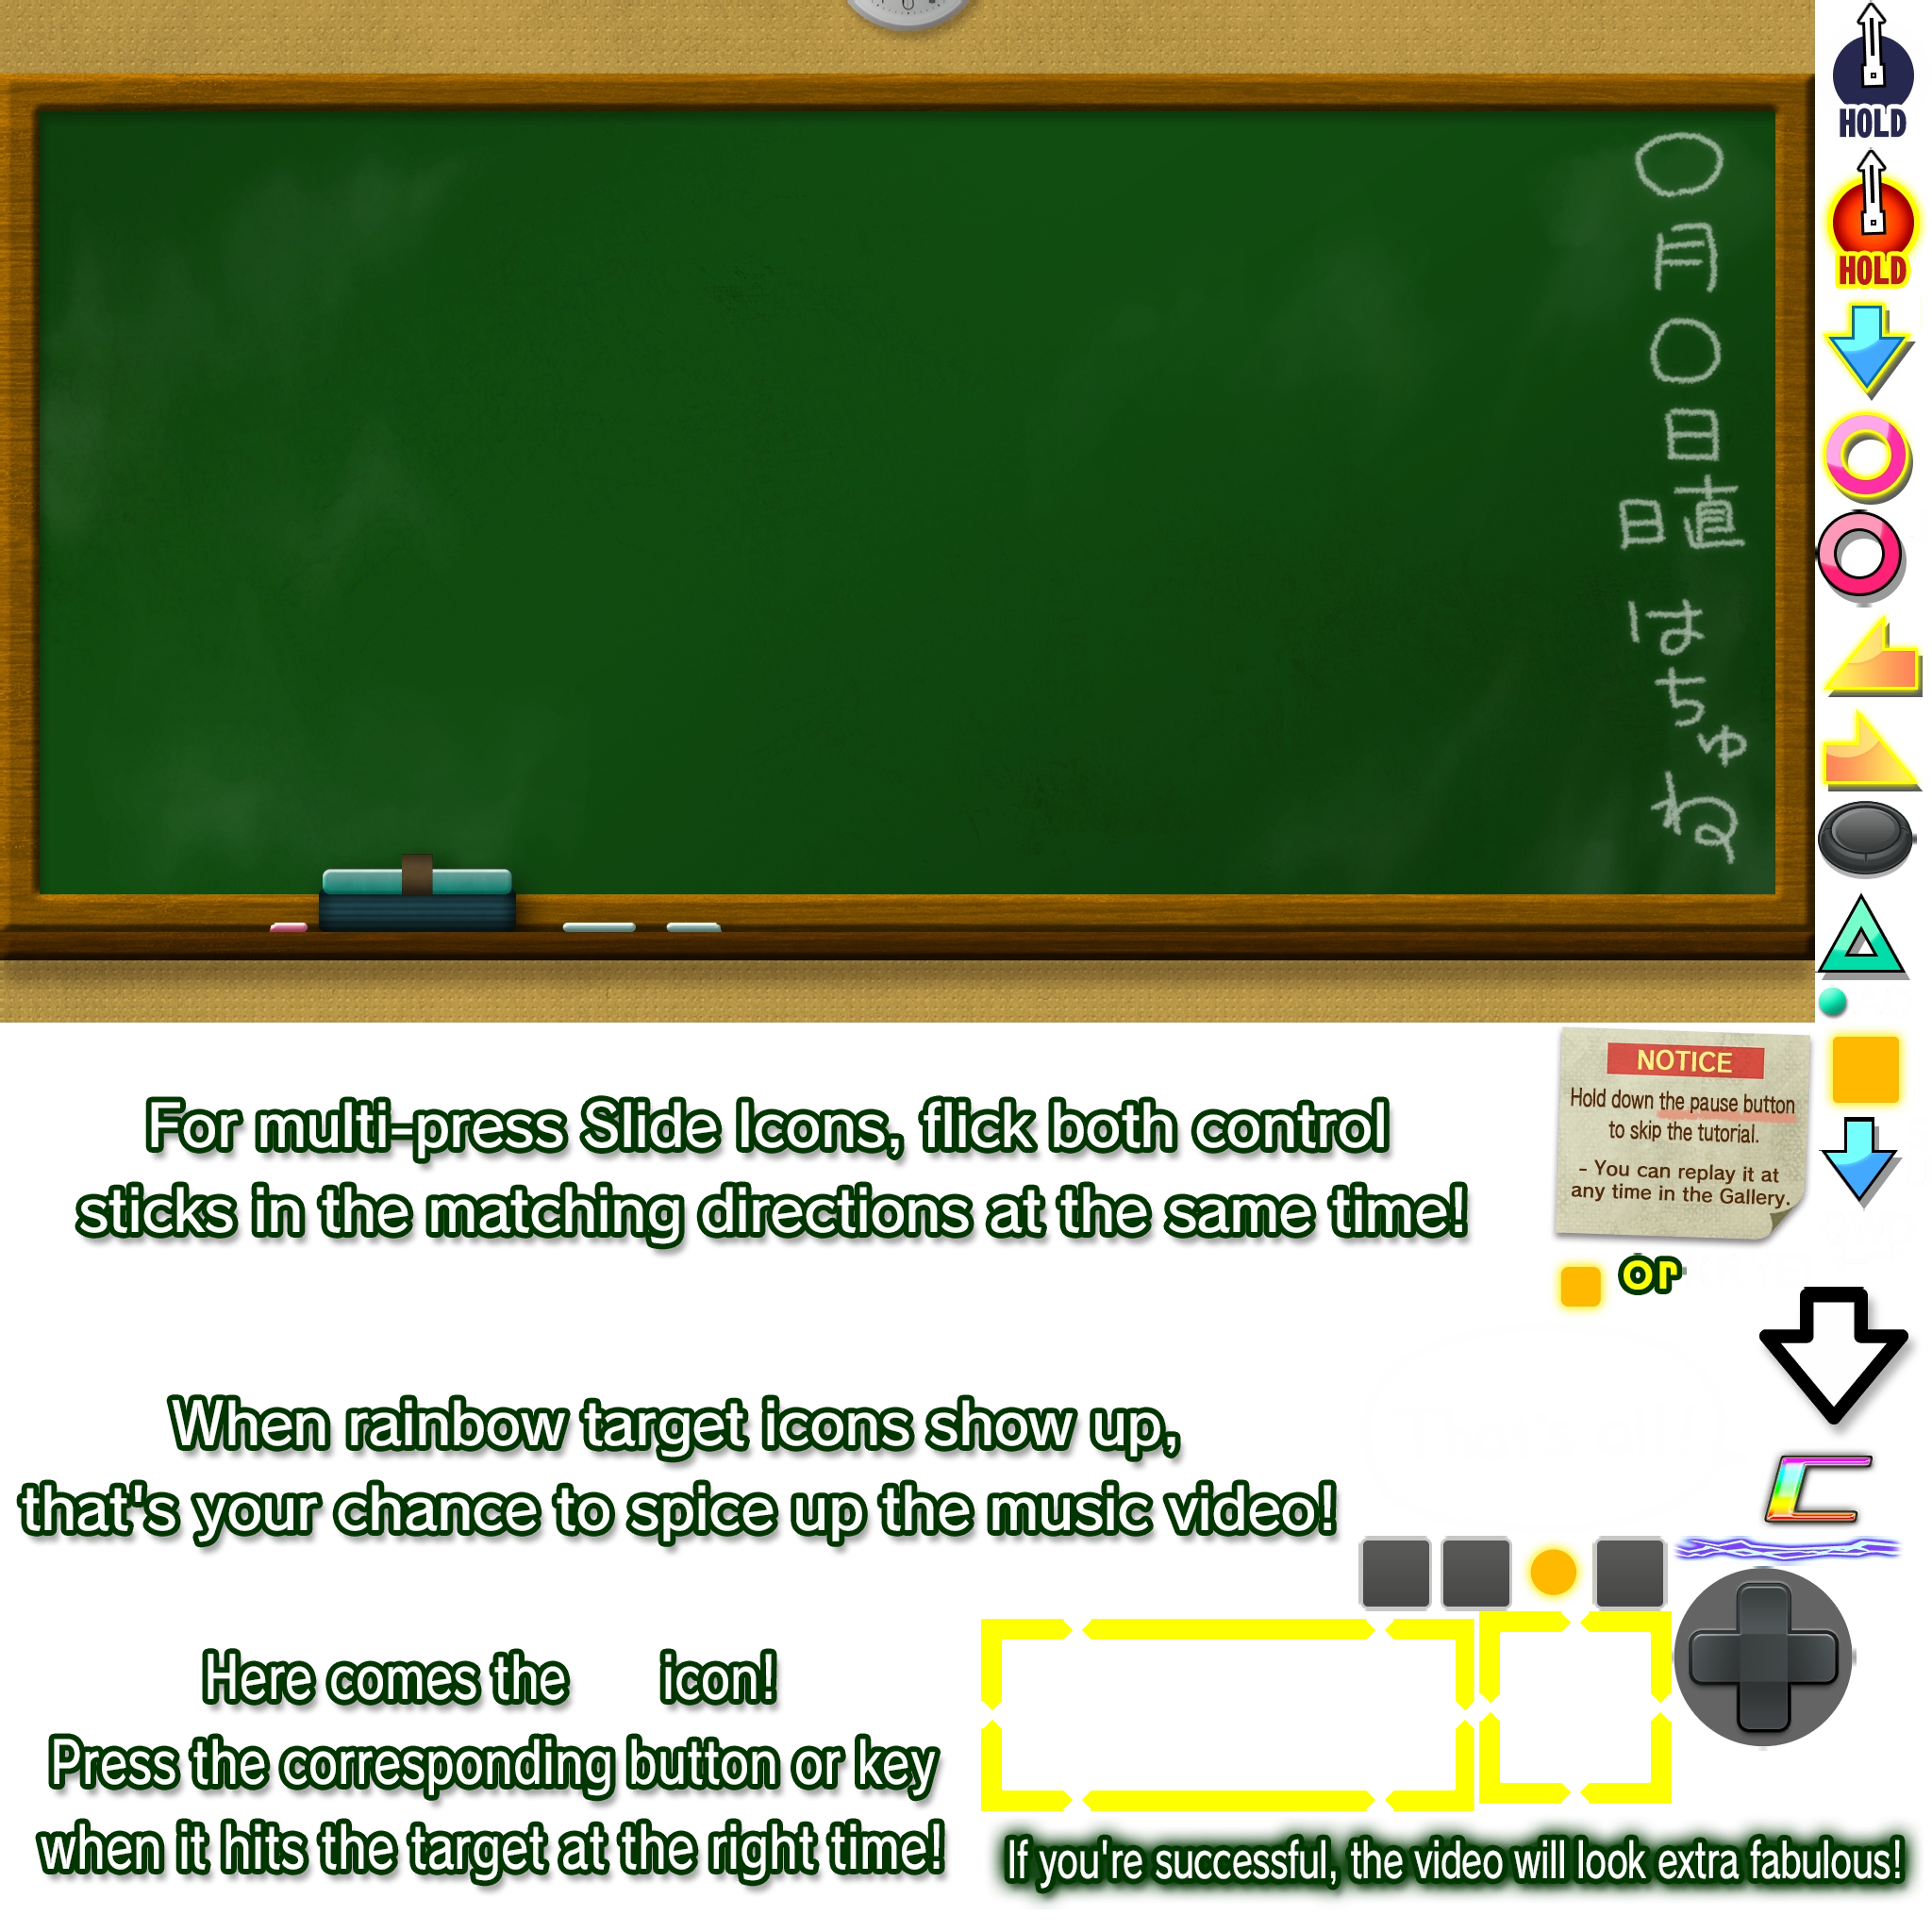 〇月〇日
日直
はちゅね
HOLD
HOLD
NOTICE
Hold down the pause button
to skip the tutorial.
- You can replay it at
any time in the Gallery.
or
For multi-press Slide Icons, flick both control
sticks in the matching directions at the same time!
When rainbow target icons show up,
that's your chance to spice up the music video!
Here comes the icon!
Press the corresponding button or key
when it hits the target at the right time!
If you're successful, the video will look extra fabulous!